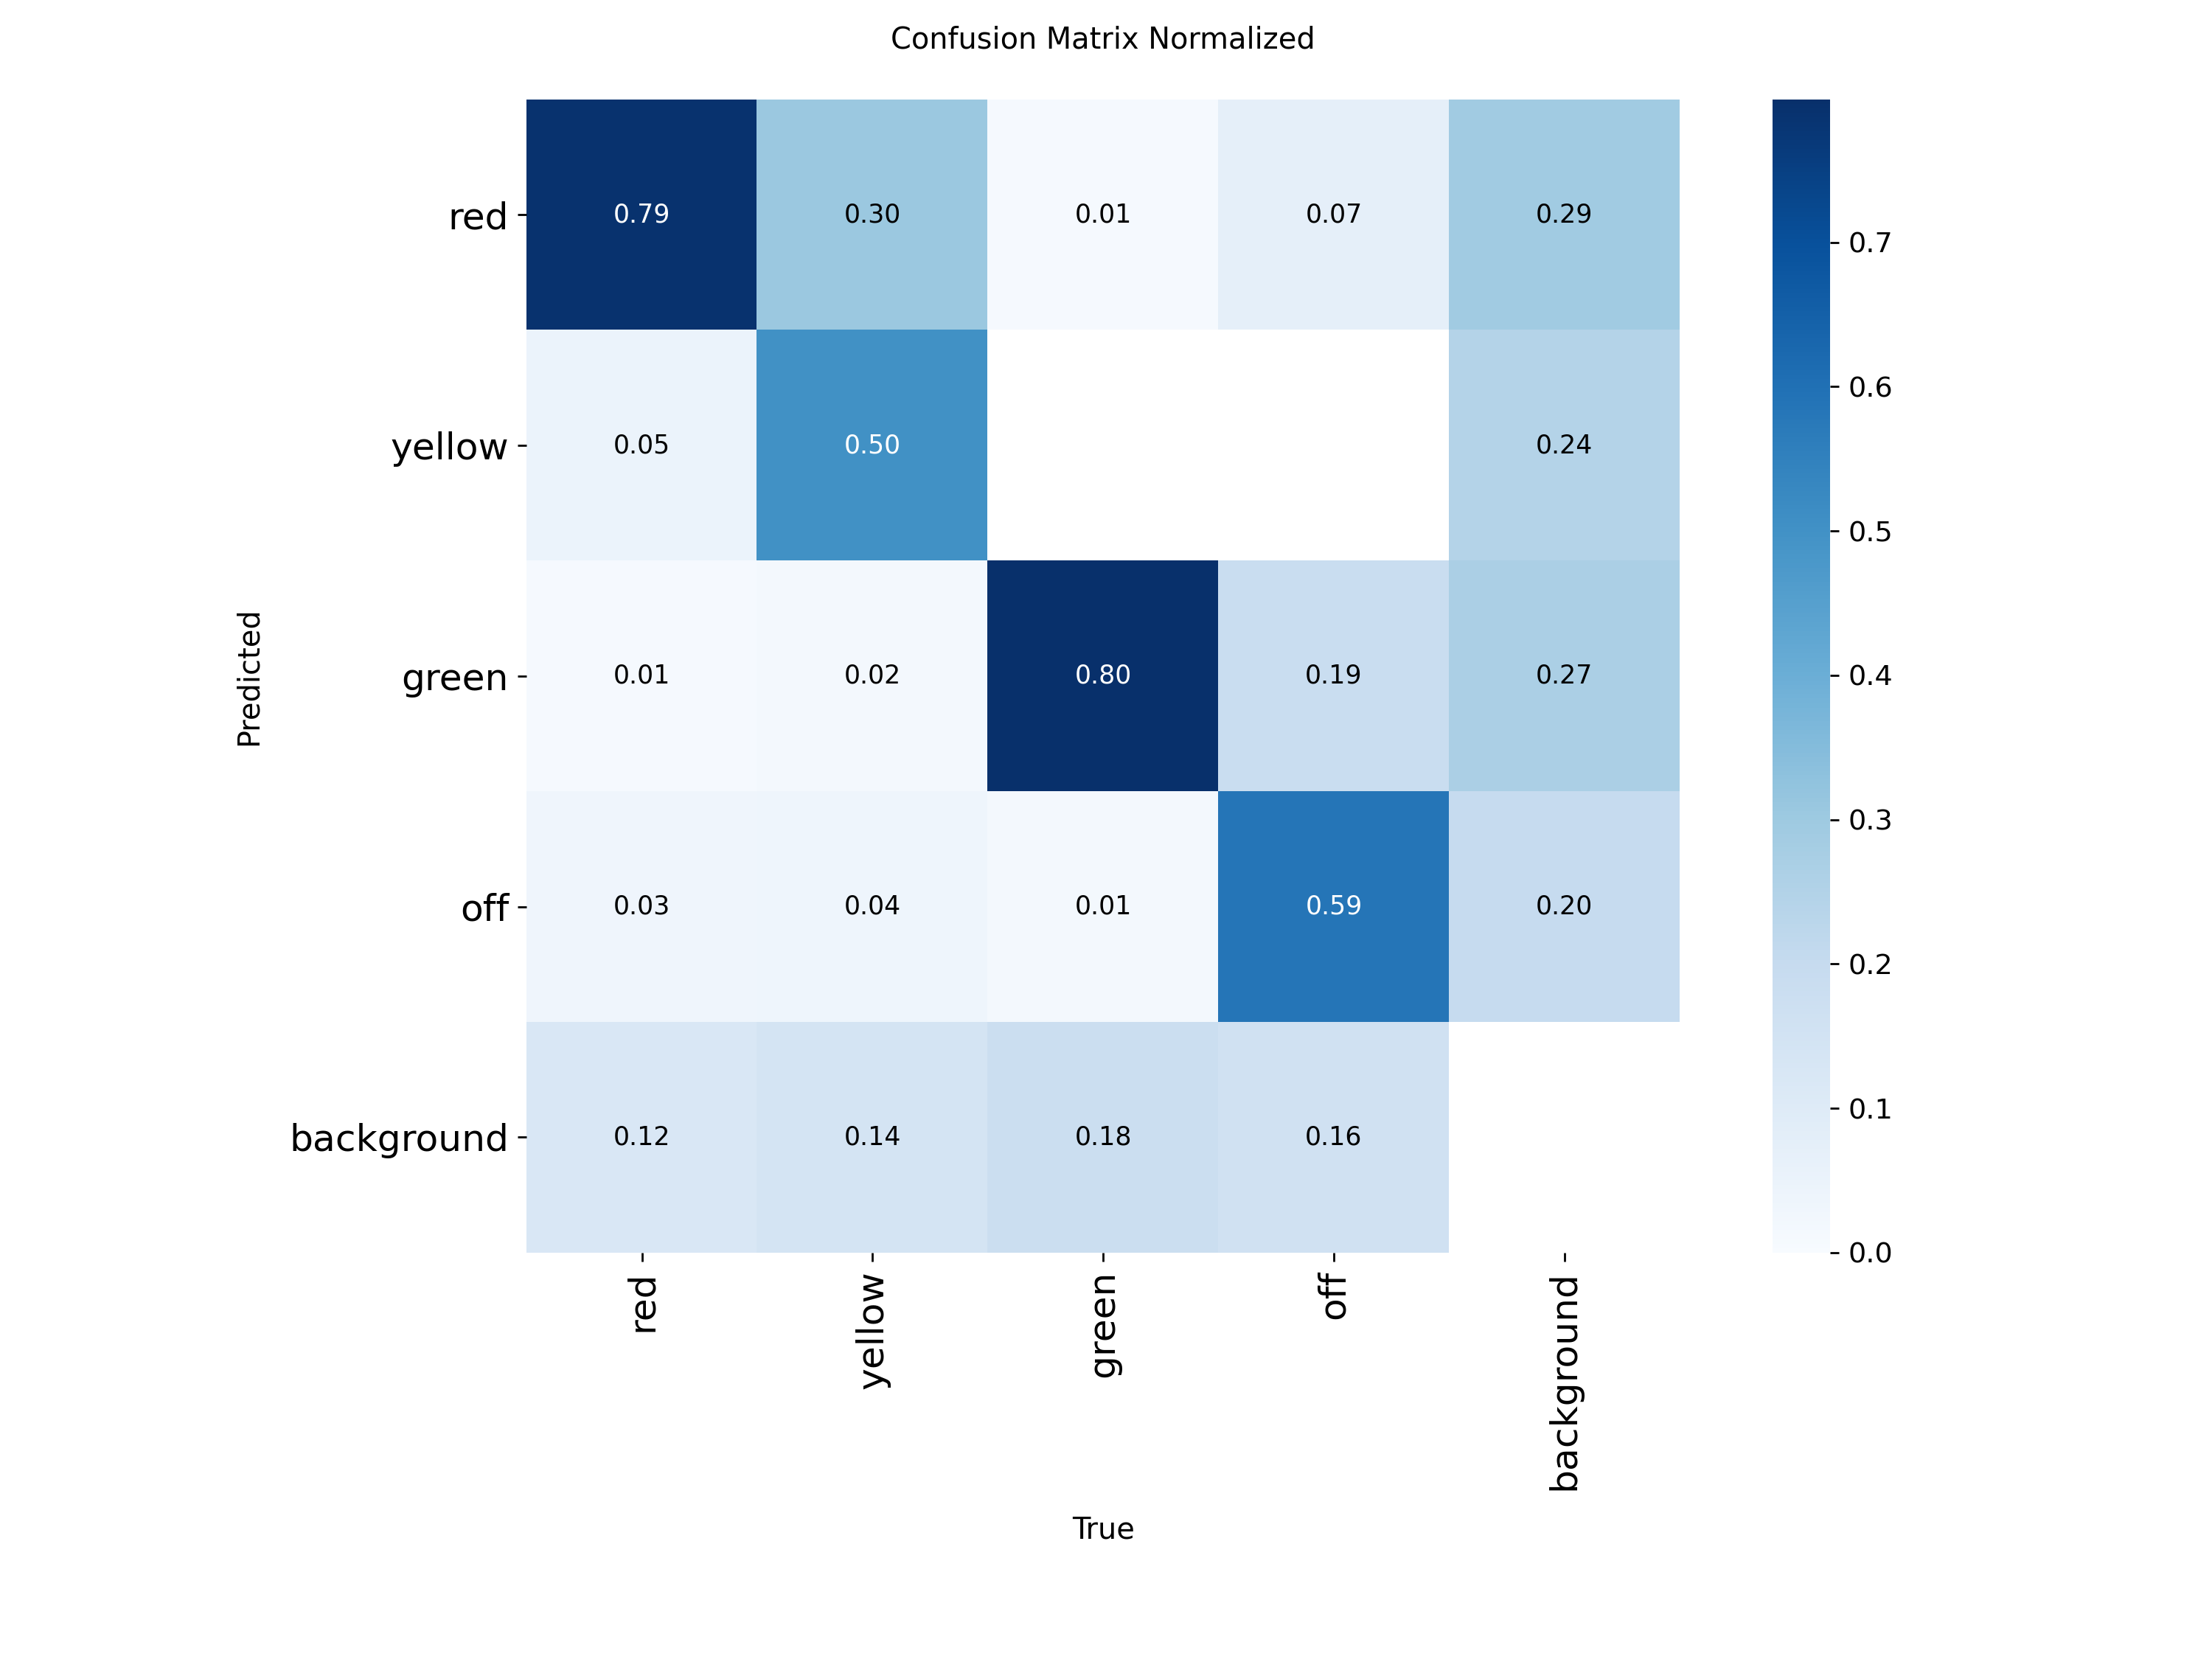 Confusion Matrix Normalized
red 0.79 0.30 0.01 0.07 0.29
yellow 0.05 0.50 0.24
green 0.01 0.02 0.80 0.19 0.27
off 0.03 0.04 0.01 0.59 0.20
background 0.12 0.14 0.18 0.16
Predicted
red yellow green off background
True
0.7
0.6
0.5
0.4
0.3
0.2
0.1
0.0